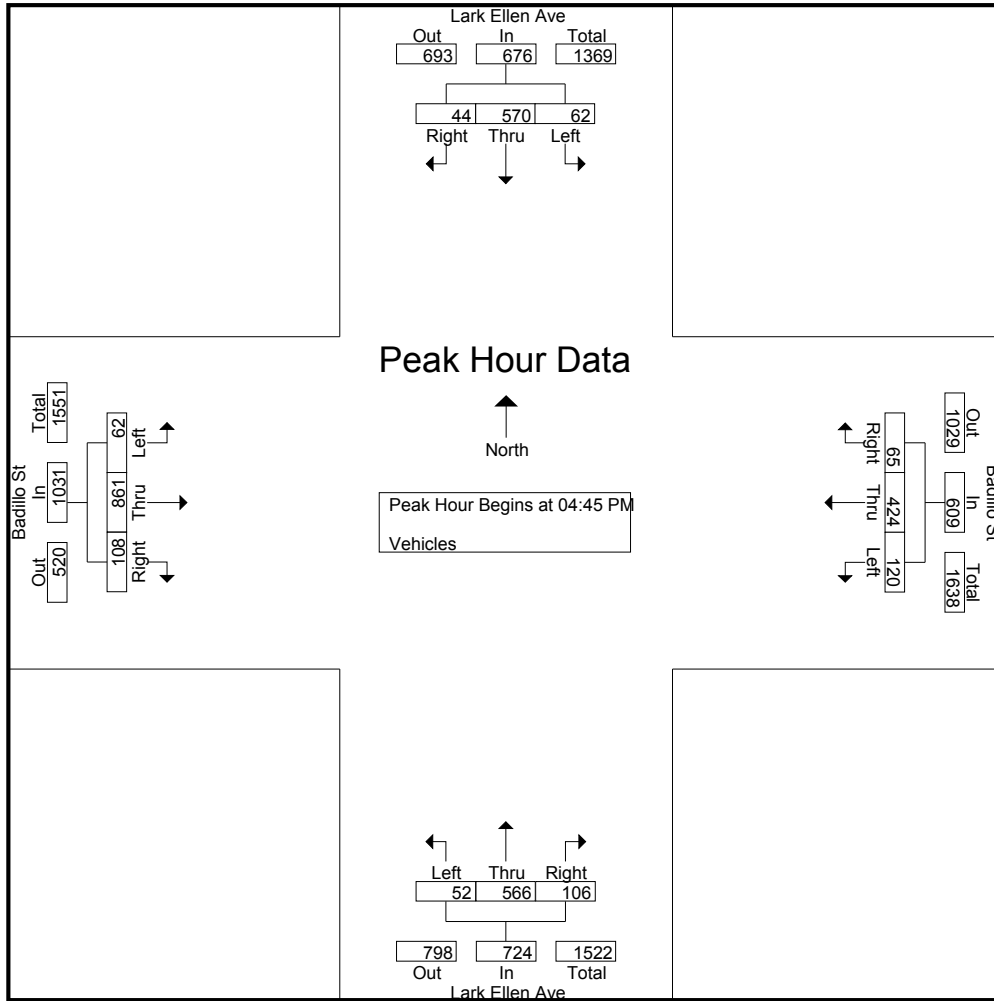 Lark Ellen Ave
Out In Total
693 676 1369
44 570 62
Right Thru Left
Peak Hour Data
North
Peak Hour Begins at 04:45 PM
Vehicles
Badillo St
Total In Out
1551 1031 520
62 861 108
Left Thru Right
Right Thru Left
65 424 120
1029 609 1638
Out In Total
Badillo St
Left Thru Right
52 566 106
798 724 1522
Out In Total
Lark Ellen Ave